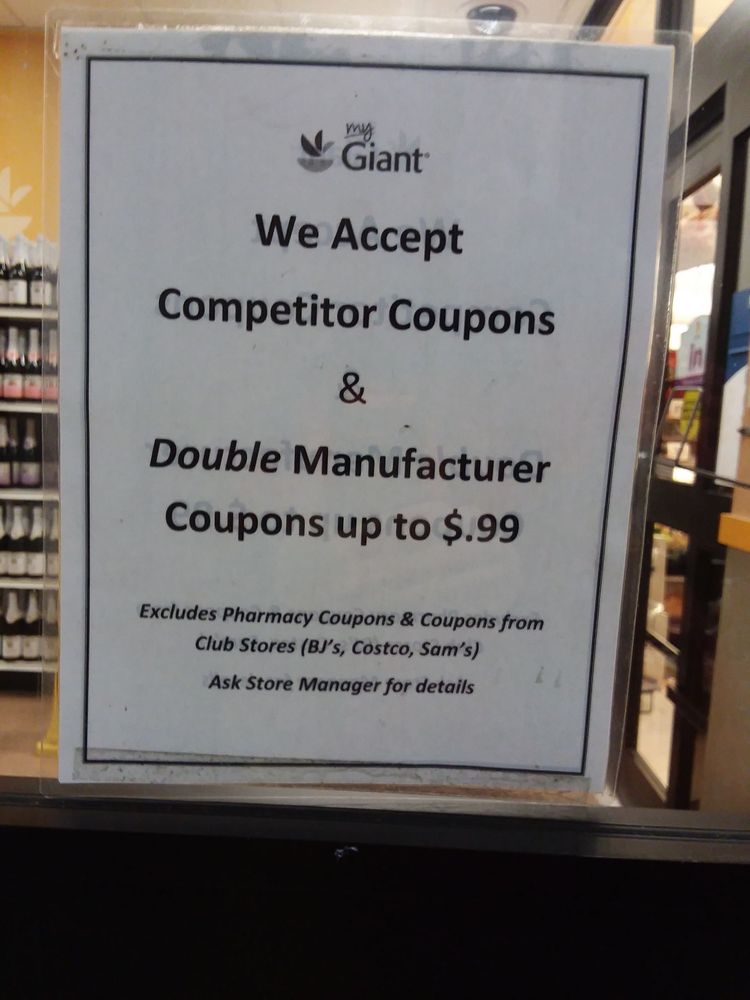 my
Giant
We Accept
Competitor Coupons
&
Double Manufacturer
Coupons up to $.99
Excludes Pharmacy Coupons & Coupons from
Club Stores (BJ's, Costco, Sam's)
Ask Store Manager for details
in